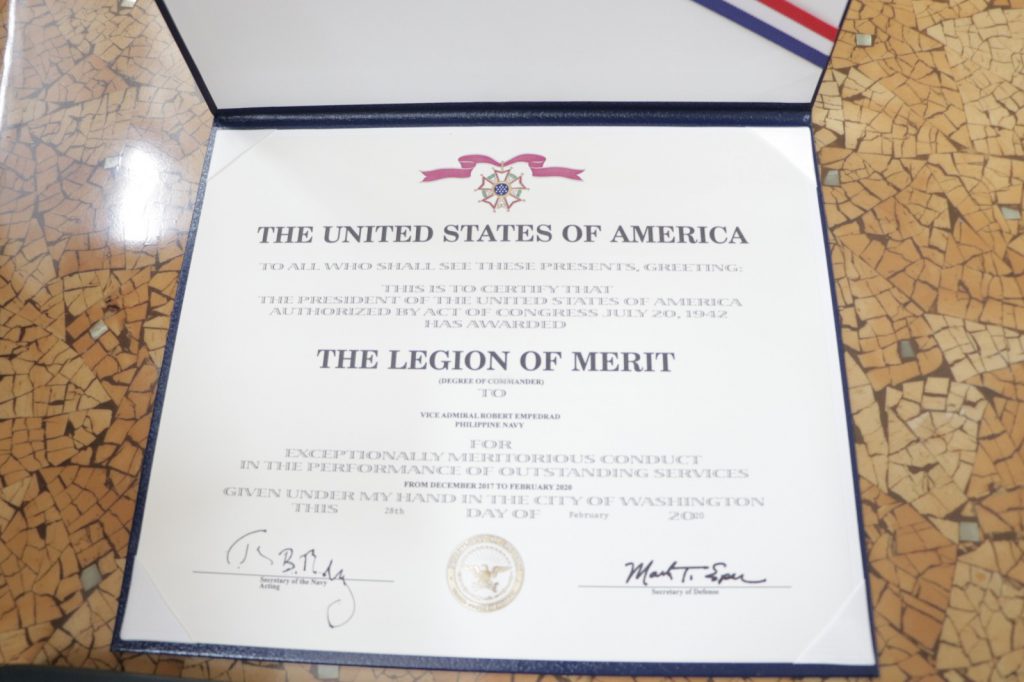 THE UNITED STATES OF AMERICA
TO ALL WHO SHALL SEE THESE PRESENTS, GREETING:
THIS IS TO CERTIFY THAT
THE PRESIDENT OF THE UNITED STATES OF AMERICA
AUTHORIZED BY ACT OF CONGRESS JULY 20, 1942
HAS AWARDED
THE LEGION OF MERIT
(DEGREE OF COMMANDER)
TO
VICE ADMIRAL ROBERT EMPEDRAD
PHILIPPINE NAVY
FOR
EXCEPTIONALLY MERITORIOUS CONDUCT
IN THE PERFORMANCE OF OUTSTANDING SERVICES
FROM DECEMBER 2017 TO FEBRUARY 2020
GIVEN UNDER MY HAND IN THE CITY OF WASHINGTON
THIS 28th DAY OF February 2020
Mark T. Esper
Secretary of the Navy
Acting
Secretary of Defense